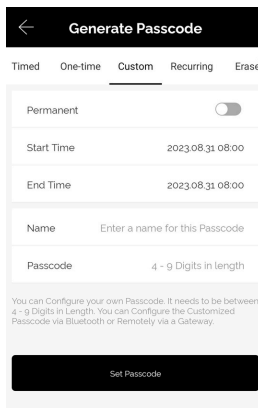 Generate Passcode
Timed One-time Custom Recurring Erase
Permanent
Start Time 2023.08.31 08:00
End Time 2023.08.31 08:00
Name Enter a name for this Passcode
Passcode 4 - 9 Digits in length
You can Configure your own Passcode. It needs to be between
4 - 9 Digits in Length. You can Configure the Customized
Passcode via Bluetooth or Remotely via a Gateway.
Set Passcode